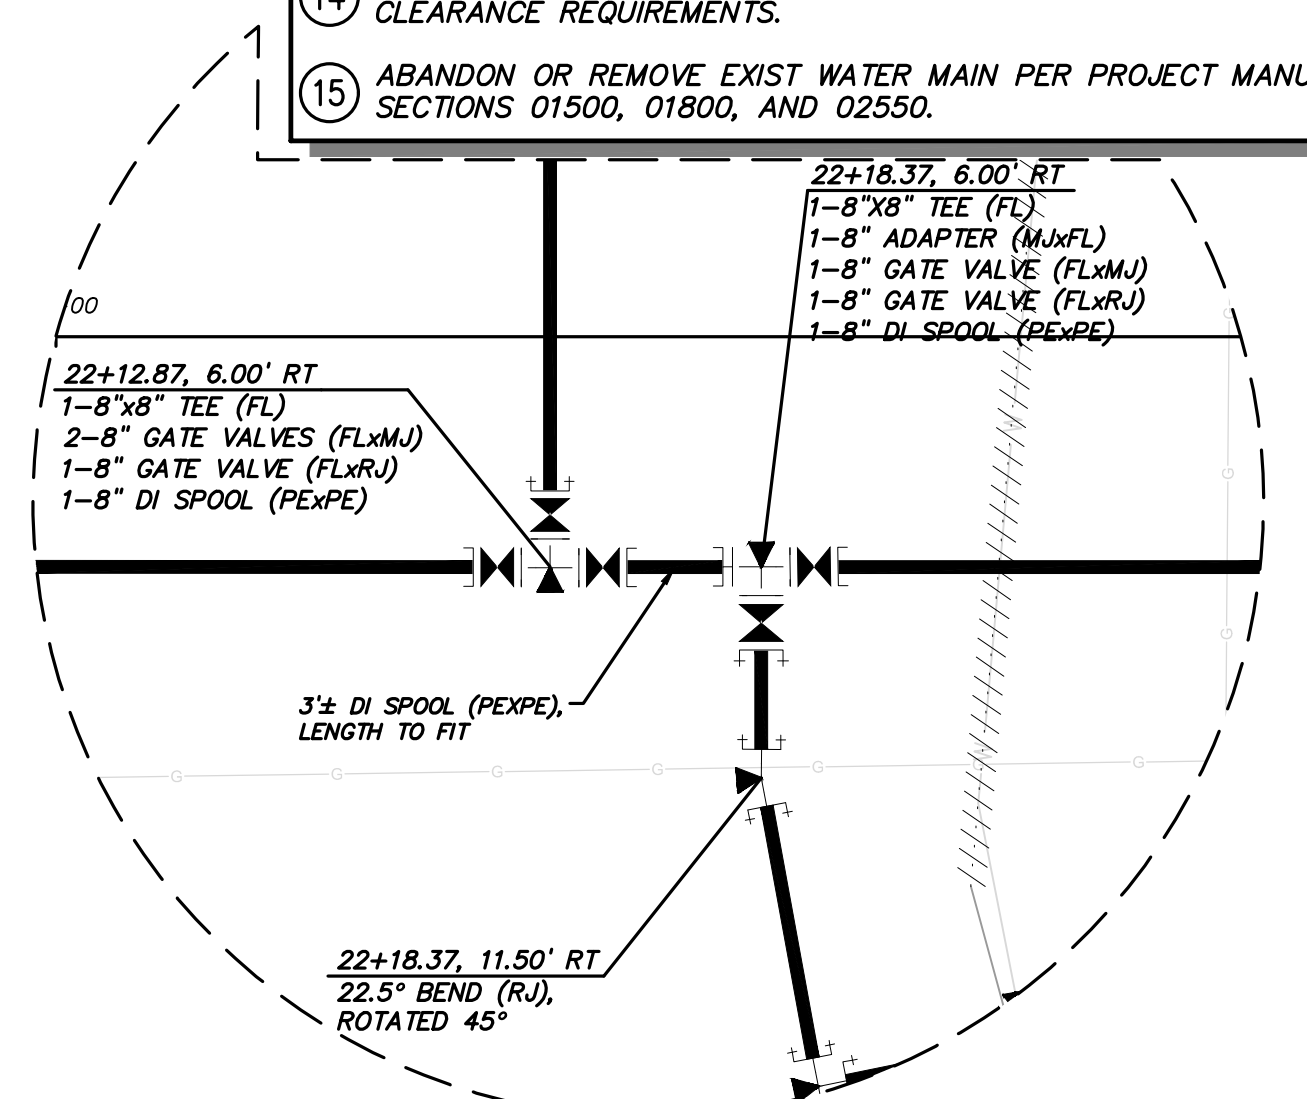 14 CLEARANCE REQUIREMENTS.
15 ABANDON OR REMOVE EXIST WATER MAIN PER PROJECT
SECTIONS 01500, 01800, AND 02550.
22+18.37, 6.00' RT
1-8"X8" TEE (FL)
1-8" ADAPTER (MJxFL)
1-8" GATE VALVE (FLxMJ)
1-8" GATE VALVE (FLxRJ)
1-8" DI SPOOL (PExPE)
00
22+12.87, 6.00' RT
1-8"x8" TEE (FL)
2-8" GATE VALVES (FLxMJ)
1-8" GATE VALVE (FLxRJ)
1-8" DI SPOOL (PExPE)
3'± DI SPOOL (PEXPE),
LENGTH TO FIT
22+18.37, 11.50' RT
22.5° BEND (RJ),
ROTATED 45°
G
G
G
W
W
G G G G G G G